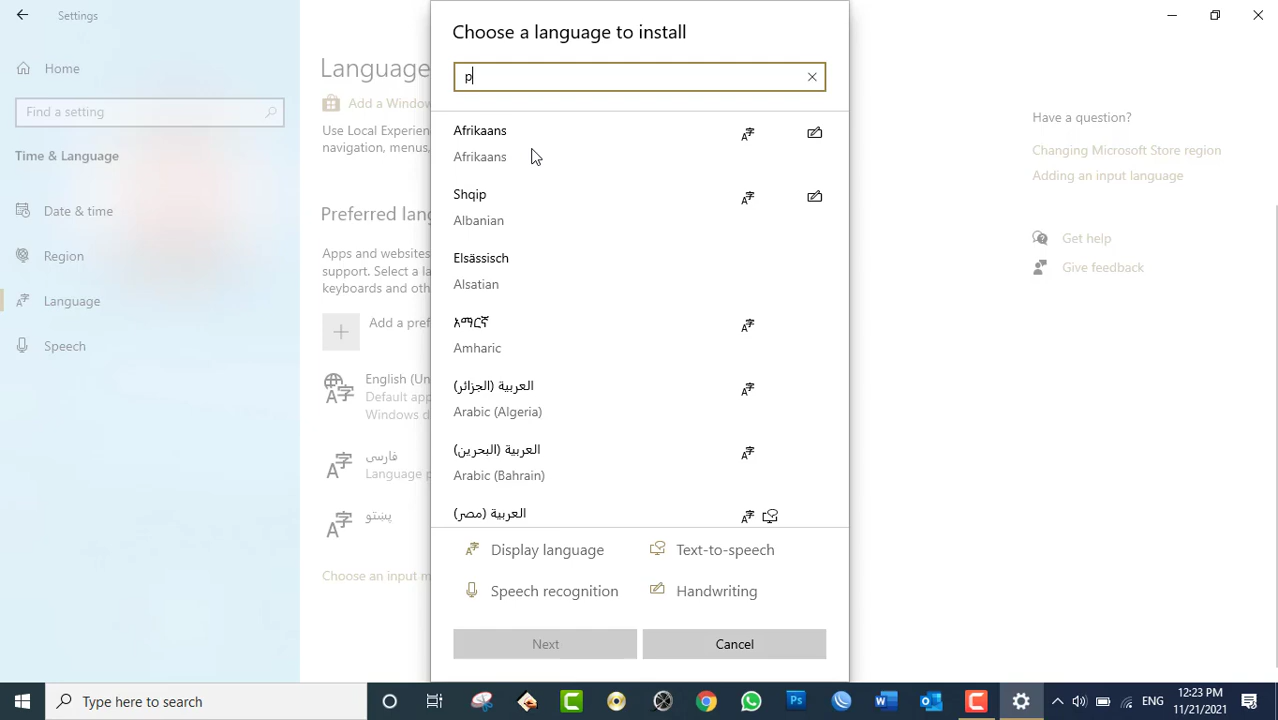 Settings
Home
Find a setting
Time & Language
Date & time
Region
Language
Speech
Language
Add a Windo
Use Local Experien
navigation, menus,
Preferred lan
Apps and websites
support. Select a la
keyboards and oth
Add a pref
English (Un
Default app
Windows d
فارسی
Language p
پښتو
Choose an input m
Choose a language to install
p
Afrikaans
Afrikaans
Shqip
Albanian
Elsässisch
Alsatian
አማርኛ
Amharic
العربية (الجزائر)
Arabic (Algeria)
العربية (البحرين)
Arabic (Bahrain)
العربية (مصر)
Display language
Text-to-speech
Speech recognition
Handwriting
Next
Cancel
Have a question?
Changing Microsoft Store region
Adding an input language
Get help
Give feedback
Type here to search
ENG
12:23 PM
11/21/2021